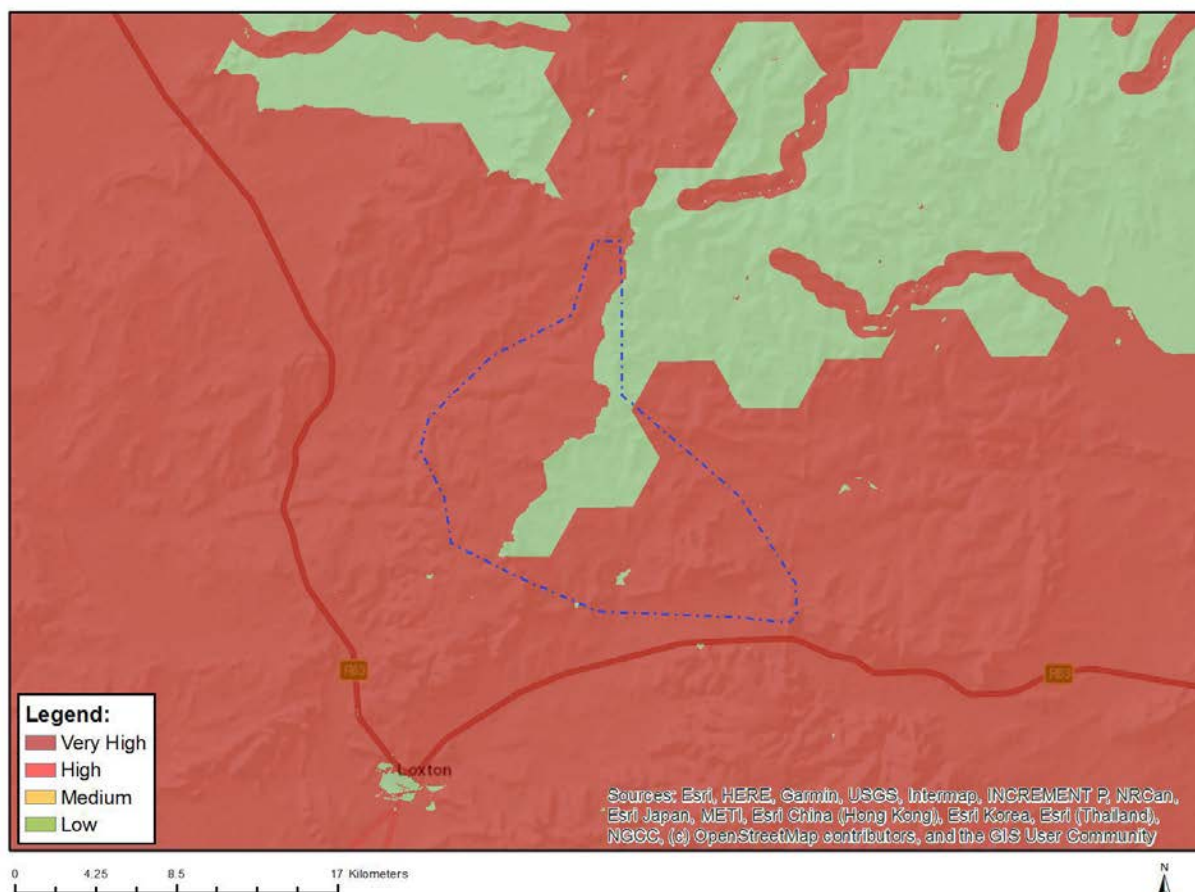 R63
R63
Loxton
Legend:
Very High
High
Medium
Low
Sources: Esri, HERE, Garmin, USGS, Intermap, INCREMENT P, NRCan,
Esri Japan, METI, Esri China (Hong Kong), Esri Korea, Esri (Thailand),
NGCC, (c) OpenStreetMap contributors, and the GIS User Community
0 4.25 8.5 17 Kilometers
N